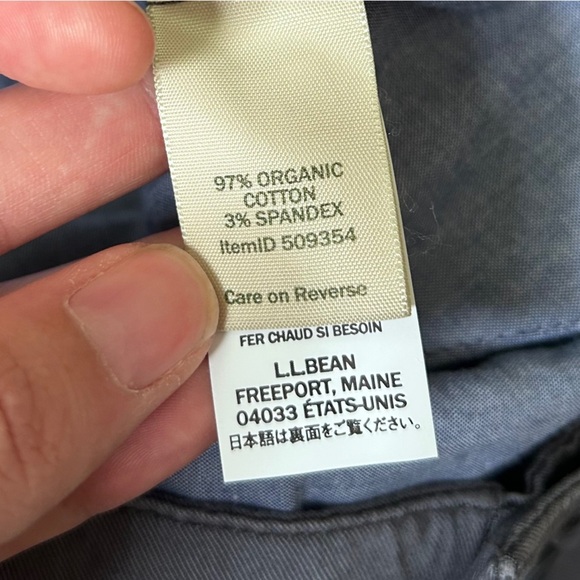 97% ORGANIC
COTTON
3% SPANDEX
ItemID 509354
Care on Reverse
FER CHAUD SI BESOIN
L.L.BEAN
FREEPORT, MAINE
04033 ÉTATS-UNIS
日本語は裏面をご覧ください。